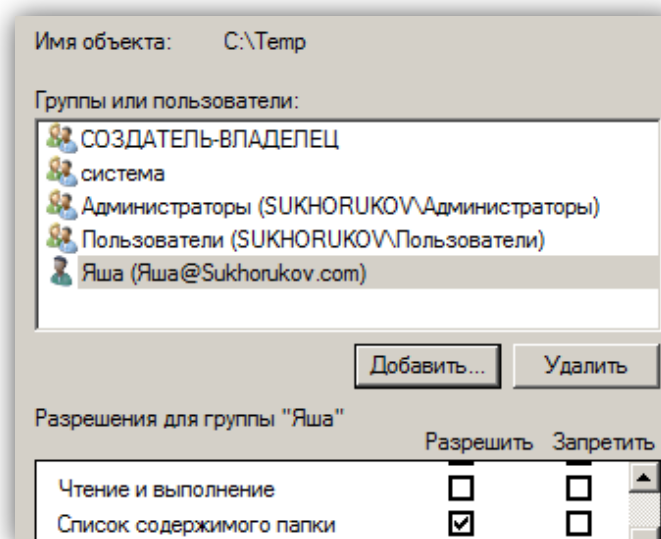 Имя объекта: C:\Temp
Группы или пользователи:
СОЗДАТЕЛЬ-ВЛАДЕЛЕЦ
система
Администраторы (SUKHORUKOV\Администраторы)
Пользователи (SUKHORUKOV\Пользователи)
Яша (Яша@Sukhorukov.com)
Добавить... Удалить
Разрешения для группы "Яша"
Разрешить Запретить
Чтение и выполнение
Список содержимого папки